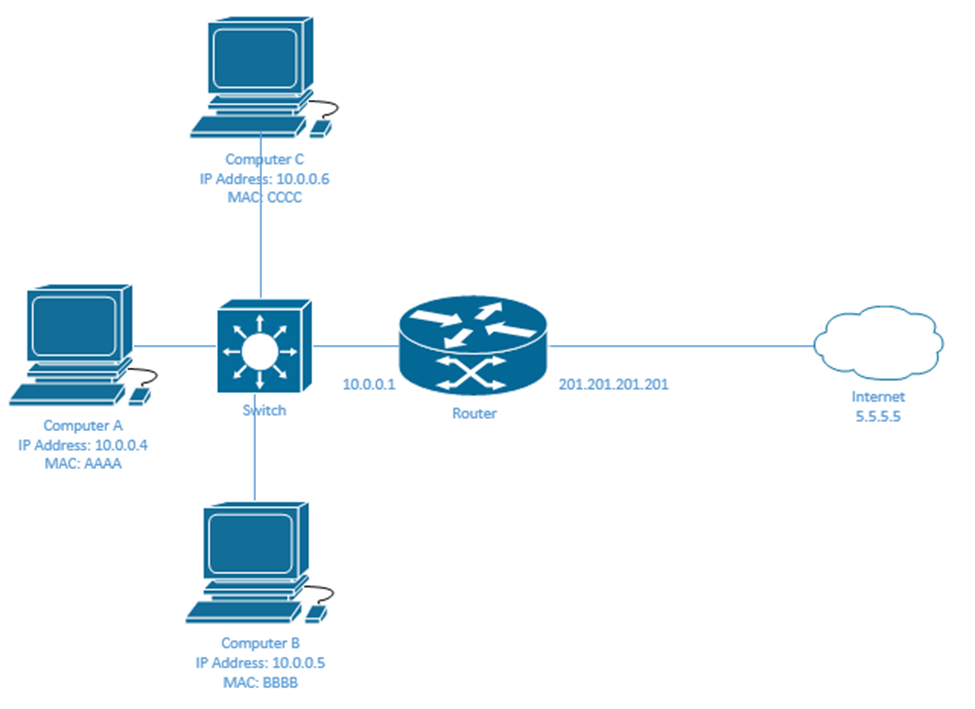 Computer C
IP Address: 10.0.0.6
MAC: CCCC
Computer A
IP Address: 10.0.0.4
MAC: AAAA
Switch
10.0.0.1
Router
201.201.201.201
Internet
5.5.5.5
Computer B
IP Address: 10.0.0.5
MAC: BBBB